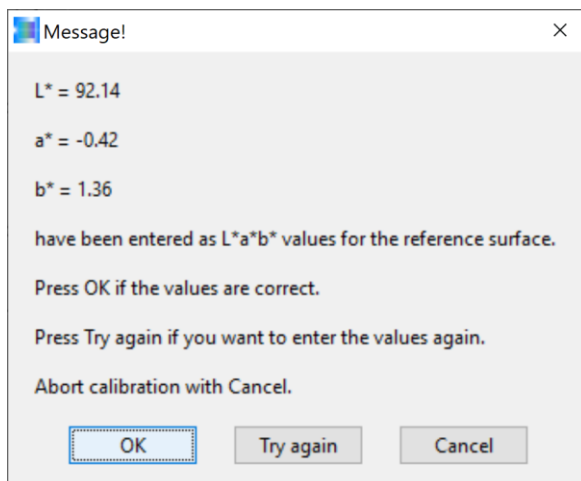 Message!
L* = 92.14
a* = -0.42
b* = 1.36
have been entered as L*a*b* values for the reference surface.
Press OK if the values are correct.
Press Try again if you want to enter the values again.
Abort calibration with Cancel.
OK Try again Cancel